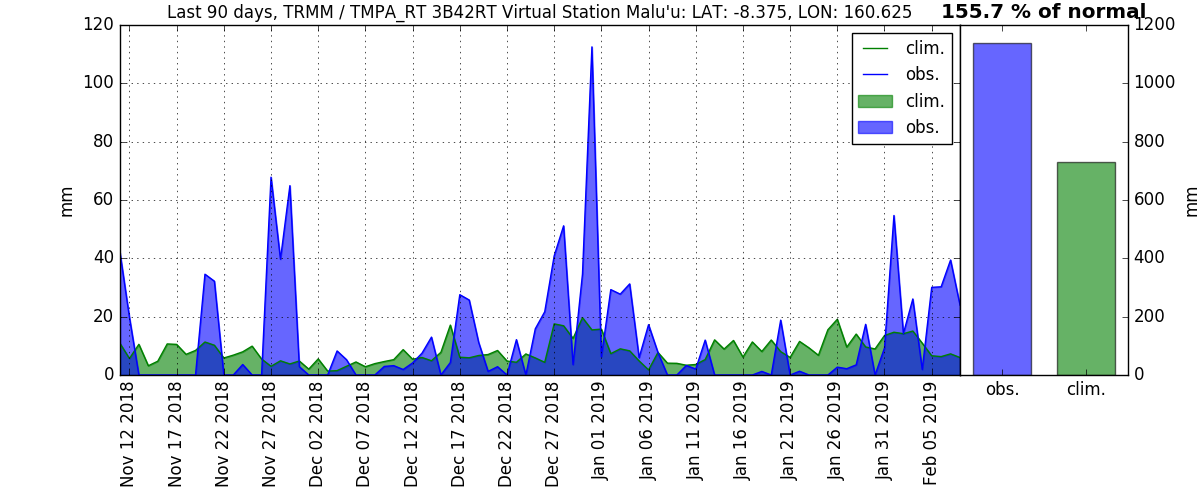 Last 90 days, TRMM / TMPA_RT 3B42RT Virtual Station Malu'u: LAT: -8.375, LON: 160.625
155.7 % of normal
120
100
80
60
40
20
0
mm
clim.
obs.
clim.
obs.
Nov 12 2018
Nov 17 2018
Nov 22 2018
Nov 27 2018
Dec 02 2018
Dec 07 2018
Dec 12 2018
Dec 17 2018
Dec 22 2018
Dec 27 2018
Jan 01 2019
Jan 06 2019
Jan 11 2019
Jan 16 2019
Jan 21 2019
Jan 26 2019
Jan 31 2019
Feb 05 2019
1200
1000
800
600
400
200
0
mm
obs.
clim.